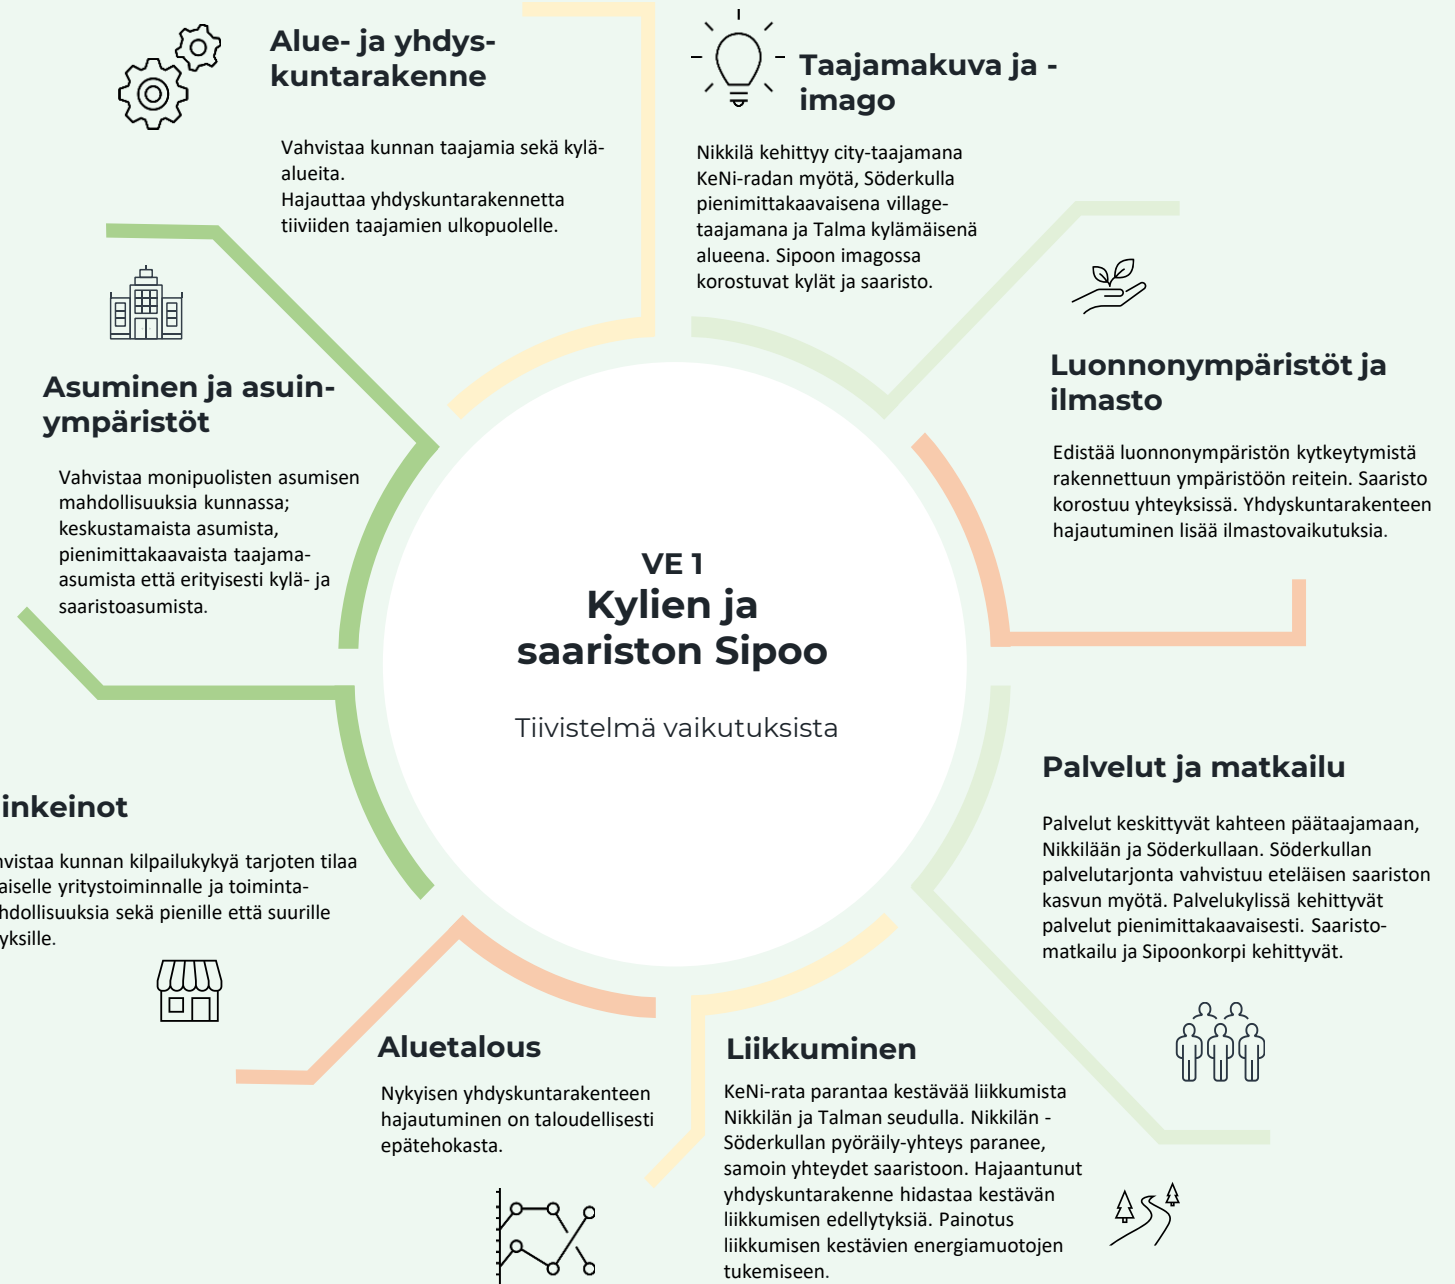 Alue- ja yhdys-
kuntarakenne
Vahvistaa kunnan taajamia sekä kylä-
alueita.
Hajauttaa yhdyskuntarakennetta
tiiviiden taajamien ulkopuolelle.
Taajamakuva ja -
imago
Nikkilä kehittyy city-taajamana
KeNi-radan myötä, Söderkulla
pienimittakaavaisena village-
taajamana ja Talma kylämäisenä
alueena. Sipoon imagossa
korostuvat kylät ja saaristo.
Luonnonympäristöt ja
ilmasto
Edistää luonnonympäristön kytkeytymistä
rakennettuun ympäristöön reitein. Saaristo
korostuu yhteyksissä. Yhdyskuntarakenteen
hajautuminen lisää ilmastovaikutuksia.
Asuminen ja asuin-
ympäristöt
Vahvistaa monipuolisten asumisen
mahdollisuuksia kunnassa;
keskustamaista asumista,
pienimittakaavaista taajama-
asumista että erityisesti kylä- ja
saaristoasumista.
VE 1
Kylien ja
saariston Sipoo
Tiivistelmä vaikutuksista
Palvelut ja matkailu
Palvelut keskittyvät kahteen päätaajamaan,
Nikkilään ja Söderkullaan. Söderkullan
palvelutarjonta vahvistuu eteläisen saariston
kasvun myötä. Palvelukylissä kehittyvät
palvelut pienimittakaavaisesti. Saaristo-
matkailu ja Sipoonkorpi kehittyvät.
inkeinot
hvistaa kunnan kilpailukykyä tarjoten tilaa
aiselle yritystoiminnalle ja toiminta-
hdollisuuksia sekä pienille että suurille
yksille.
Aluetalous
Nykyisen yhdyskuntarakenteen
hajautuminen on taloudellisesti
epätehokasta.
Liikkuminen
KeNi-rata parantaa kestävää liikkumista
Nikkilän ja Talman seudulla. Nikkilän -
Söderkullan pyöräily-yhteys paranee,
samoin yhteydet saaristoon. Hajaantunut
yhdyskuntarakenne hidastaa kestävän
liikkumisen edellytyksiä. Painotus
liikkumisen kestävien energiamuotojen
tukemiseen.